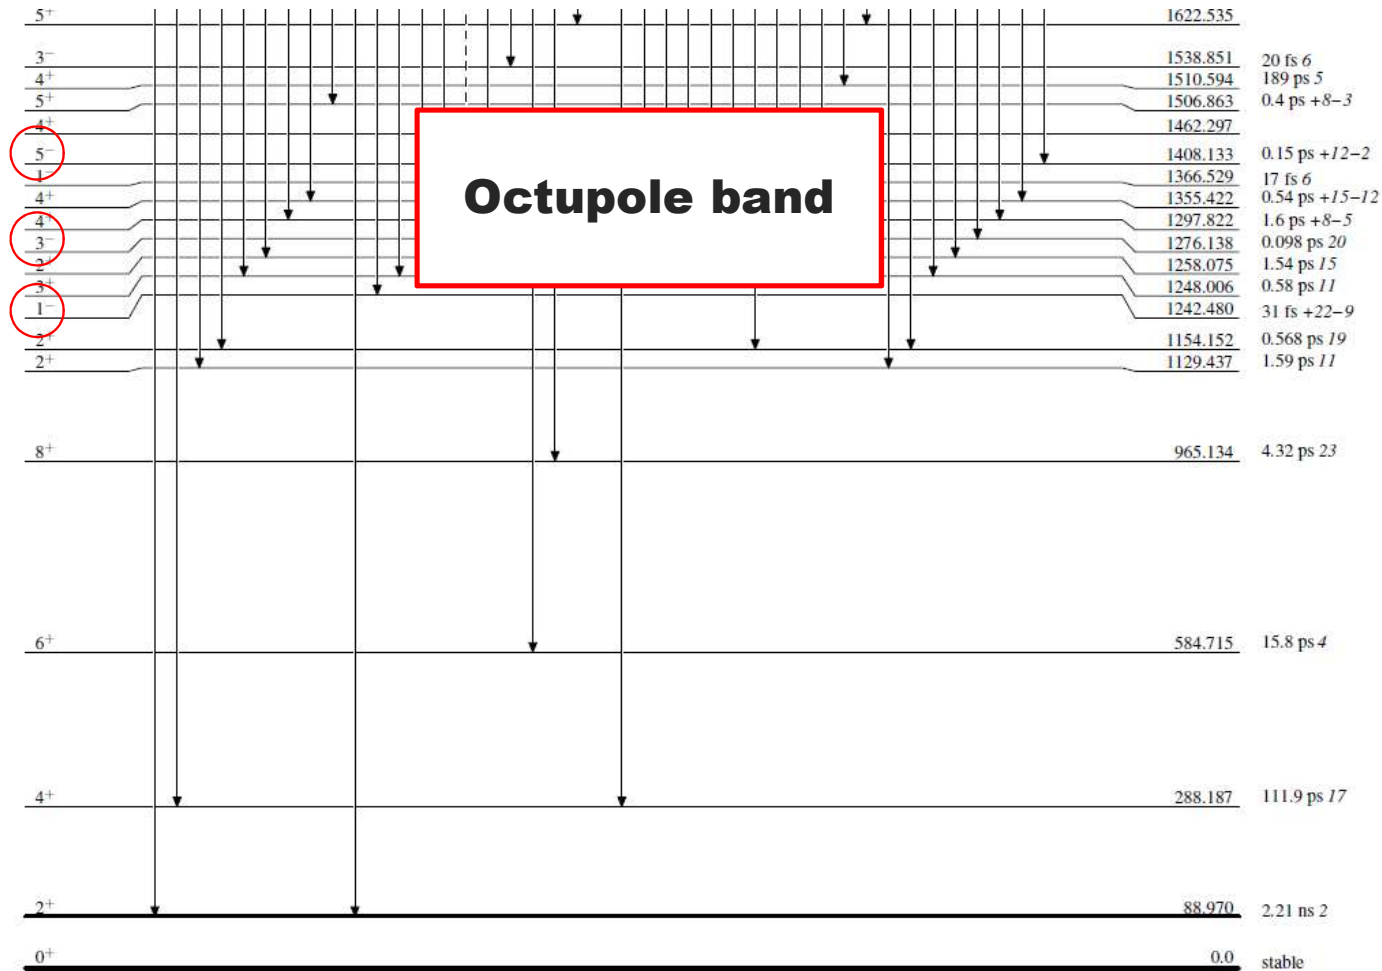 5+ 1622.535
3− 1538.851 20 fs 6
4+ 1510.594 189 ps 5
5+ 1506.863 0.4 ps +8−3
4+ 1462.297
5− 1408.133 0.15 ps +12−2
1− 1366.529 17 fs 6
4+ 1355.422 0.54 ps +15−12
4+ 1297.822 1.6 ps +8−5
3− 1276.138 0.098 ps 20
2+ 1258.075 1.54 ps 15
3+ 1248.006 0.58 ps 11
1− 1242.480 31 fs +22−9
2+ 1154.152 0.568 ps 19
2+ 1129.437 1.59 ps 11
Octupole band
8+ 965.134 4.32 ps 23
6+ 584.715 15.8 ps 4
4+ 288.187 111.9 ps 17
2+ 88.970 2.21 ns 2
0+ 0.0 stable